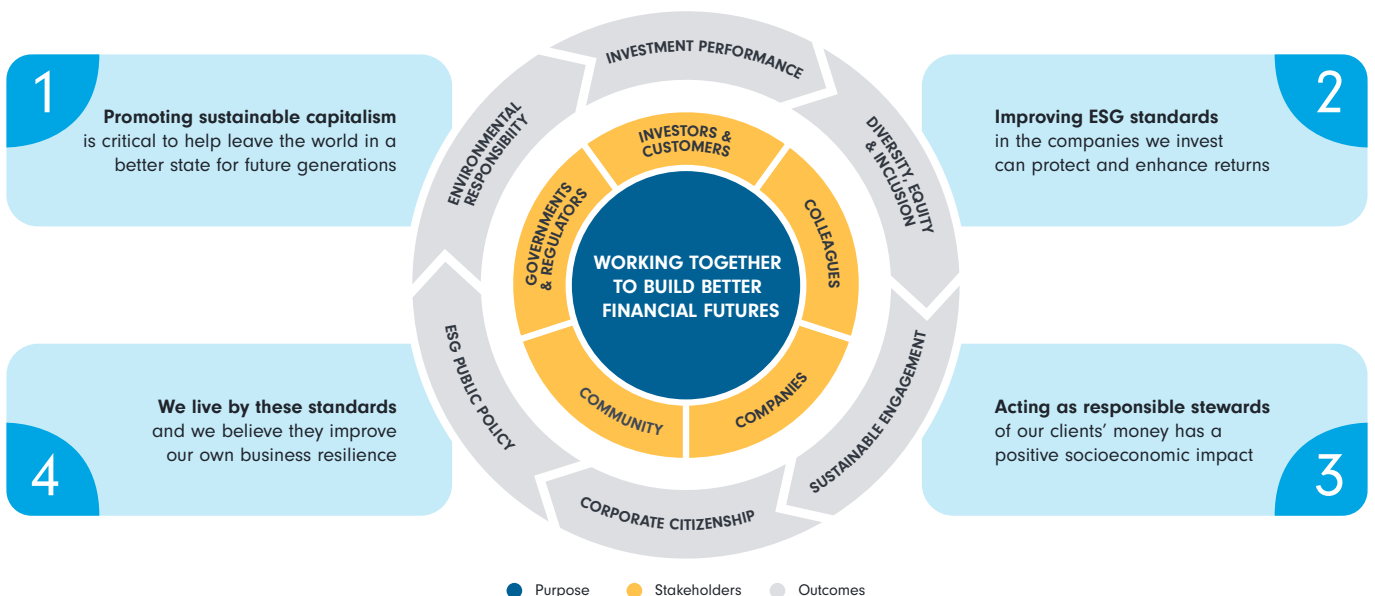 1
Promoting sustainable capitalism
is critical to help leave the world in a
better state for future generations
2
Improving ESG standards
in the companies we invest
can protect and enhance returns
INVESTMENT PERFORMANCE
DIVERSITY, EQUITY
& INCLUSION
SUSTAINABLE ENGAGEMENT
CORPORATE CITIZENSHIP
ESG PUBLIC POLICY
ENVIRONMENTAL
RESPONSIBIITY
INVESTORS &
CUSTOMERS
COLLEAGUES
COMPANIES
COMMUNITY
GOVERNMENTS
& REGULATORS
WORKING TOGETHER
TO BUILD BETTER
FINANCIAL FUTURES
Acting as responsible stewards
of our clients’ money has a
positive socioeconomic impact
3
We live by these standards
and we believe they improve
our own business resilience
4
Purpose
Stakeholders
Outcomes